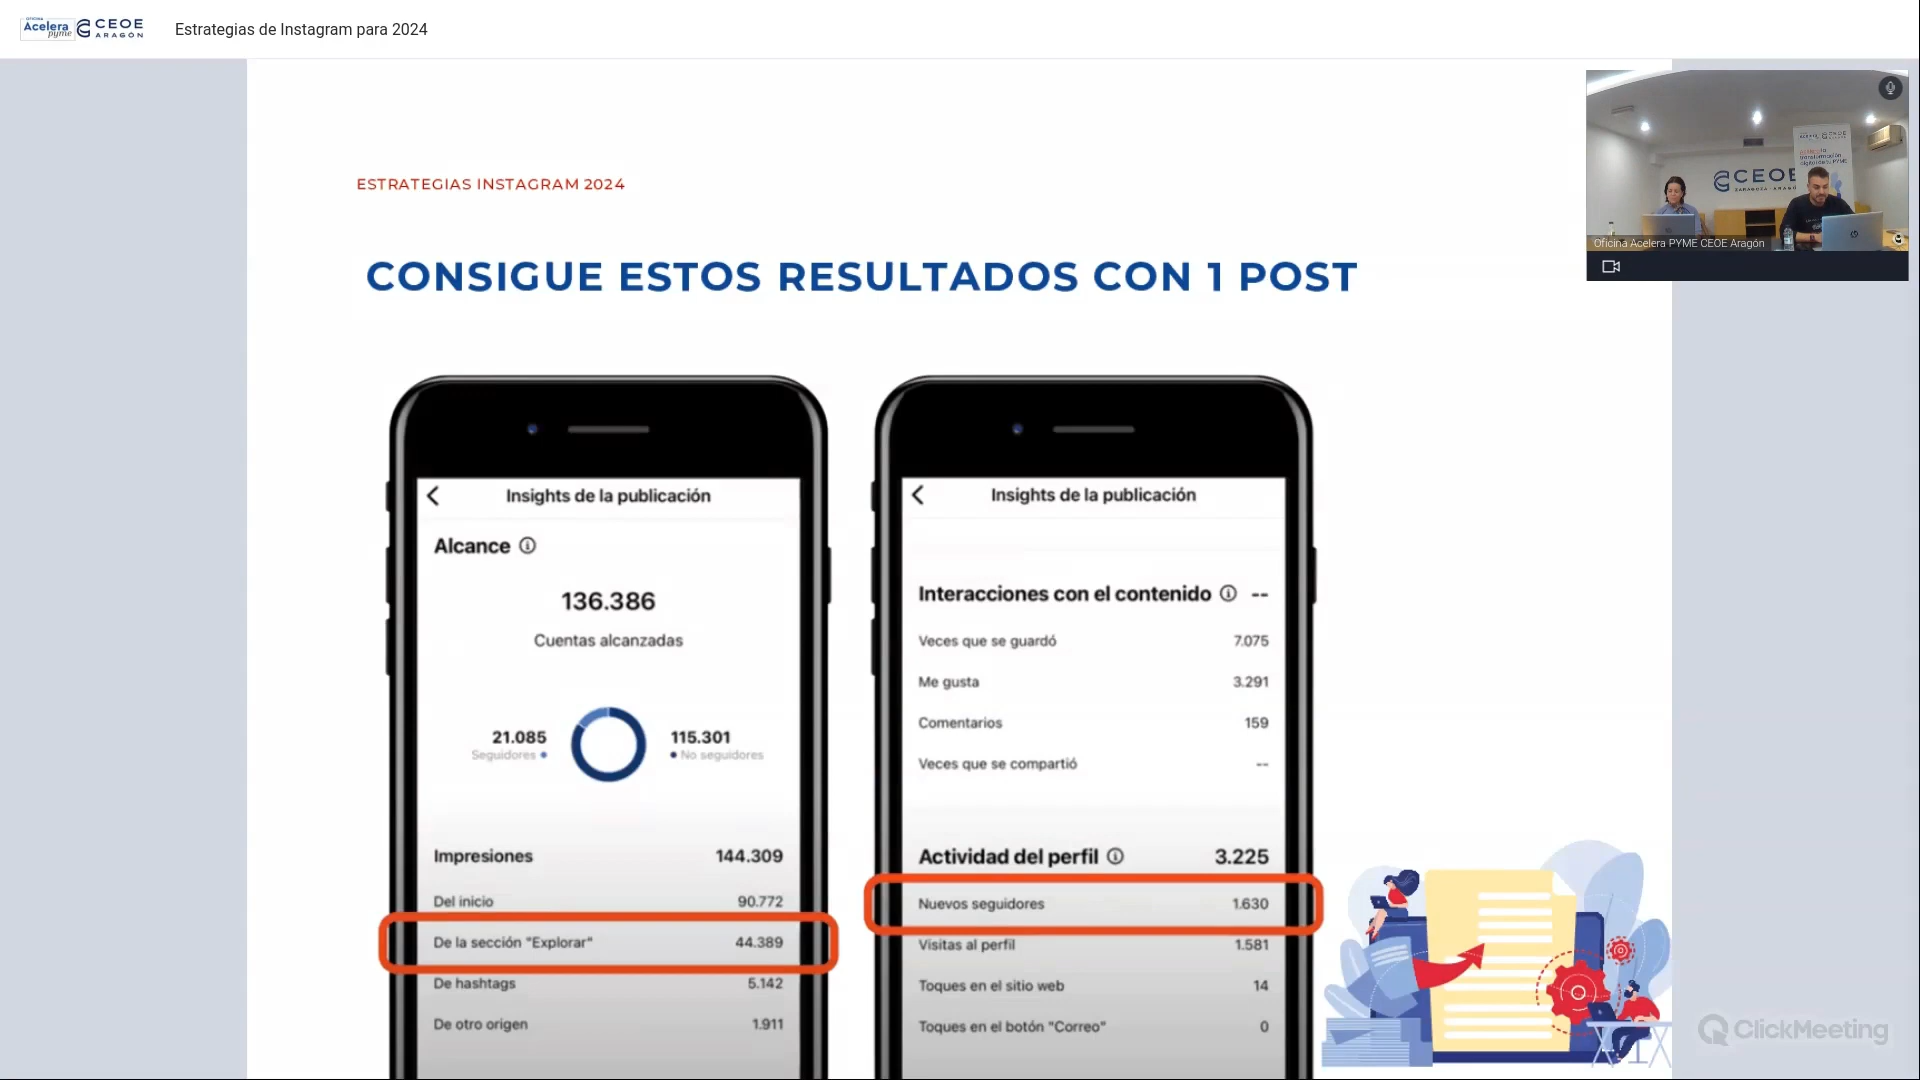 Acelera
pyme
CEOE
ARAGÓN
Estrategias de Instagram para 2024
ESTRATEGIAS INSTAGRAM 2024
CONSIGUE ESTOS RESULTADOS CON 1 POST
Insights de la publicación
Alcance
136.386
Cuentas alcanzadas
21.085
Seguidores
115.301
No seguidores
Impresiones 144.309
Del inicio 90.772
De la sección "Explorar" 44.389
De hashtags 5.142
De otro origen 1.911
Insights de la publicación
Interacciones con el contenido --
Veces que se guardó 7.075
Me gusta 3.291
Comentarios 159
Veces que se compartió --
Actividad del perfil 3.225
Nuevos seguidores 1.630
Visitas al perfil 1.581
Toques en el sitio web 14
Toques en el botón "Correo" 0
CEOE
Oficina Acelera PYME CEOE Aragón
ClickMeeting